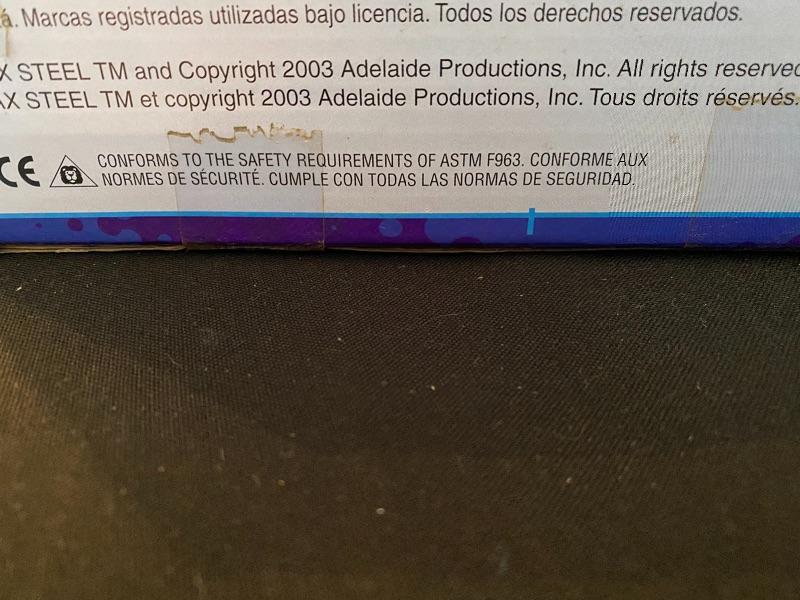 á. Marcas registradas utilizadas bajo licencia. Todos los derechos reservados.
X STEEL TM and Copyright 2003 Adelaide Productions, Inc. All rights reserved
AX STEEL TM et copyright 2003 Adelaide Productions, Inc. Tous droits réservés.
CE CONFORMS TO THE SAFETY REQUIREMENTS OF ASTM F963. CONFORME AUX
NORMES DE SÉCURITÉ. CUMPLE CON TODAS LAS NORMAS DE SEGURIDAD.